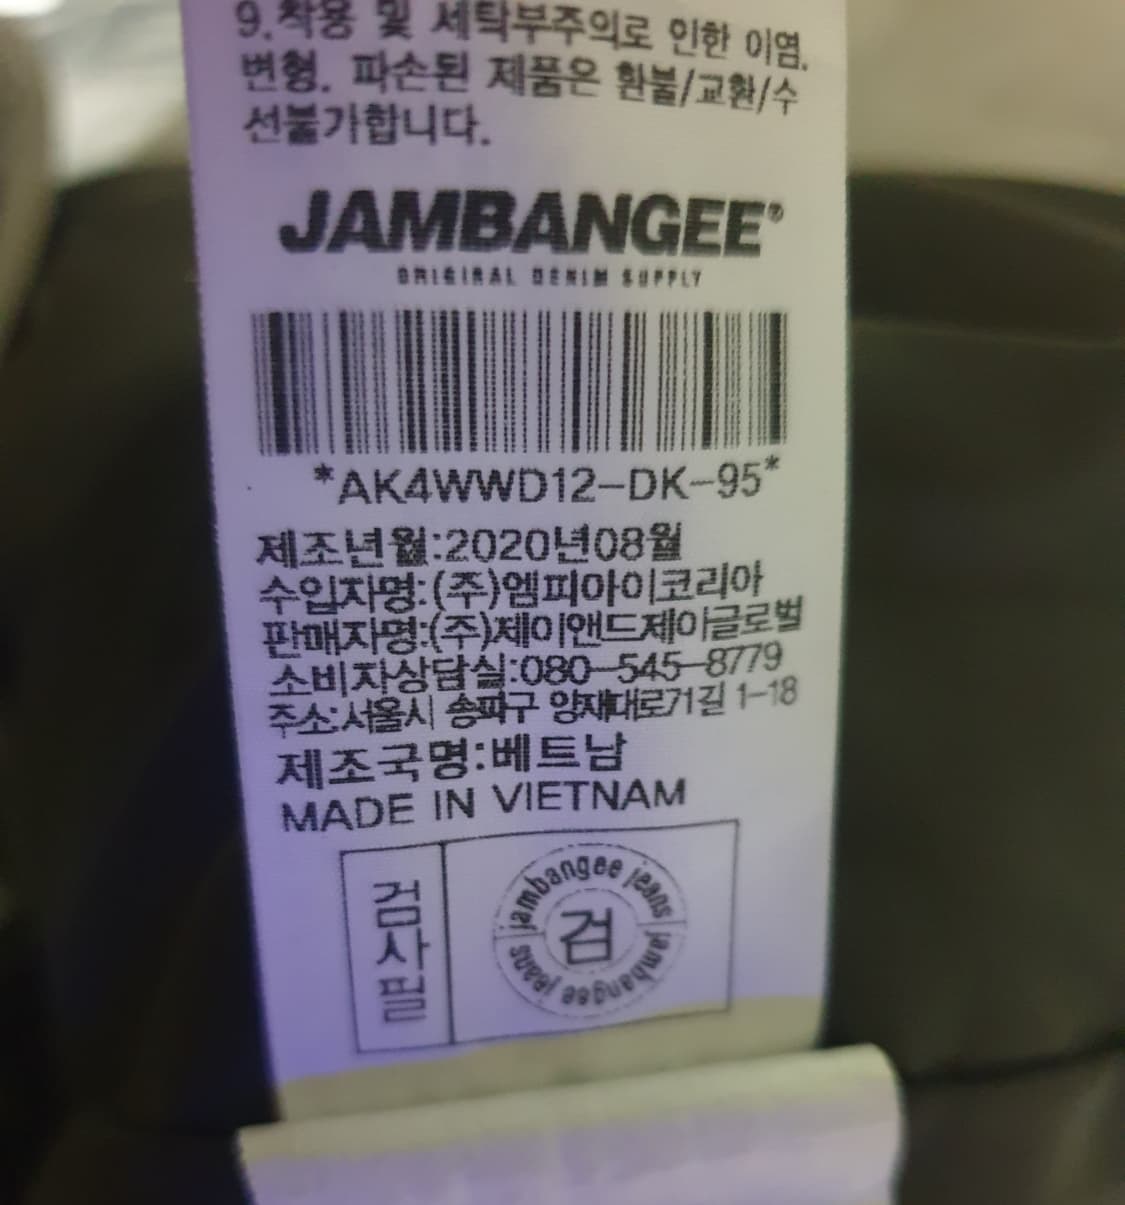 9.착용 및 세탁부주의로 인한 이염.
변형. 파손된 제품은 환불/교환/수
선불가합니다.
JAMBANGEE®
ORIGINAL DENIM SUPPLY
*AK4WWD12-DK-95*
제조년월:2020년08월
수입자명:(주)엠피아이코리아
판매자명:(주)제이앤드제이글로벌
소비자상담실:080-545-8779
주소:서울시 송파구 양재대로71길 1-18
제조국명:베트남
MADE IN VIETNAM
검사필
jambangee jeans
검
jambangee jeans